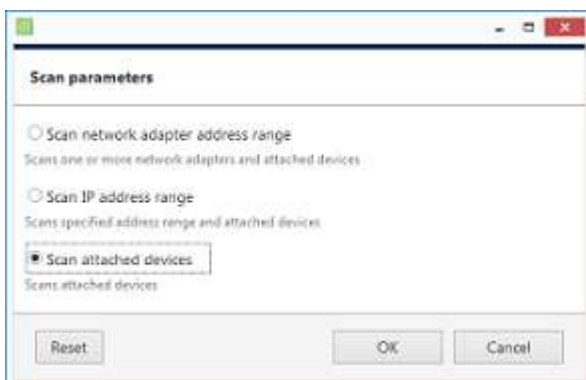 Scan parameters
Scan network adapter address range
Scans one or more network adapters and attached devices
Scan IP address range
Scans specified address range and attached devices
Scan attached devices
Scans attached devices
Reset OK Cancel